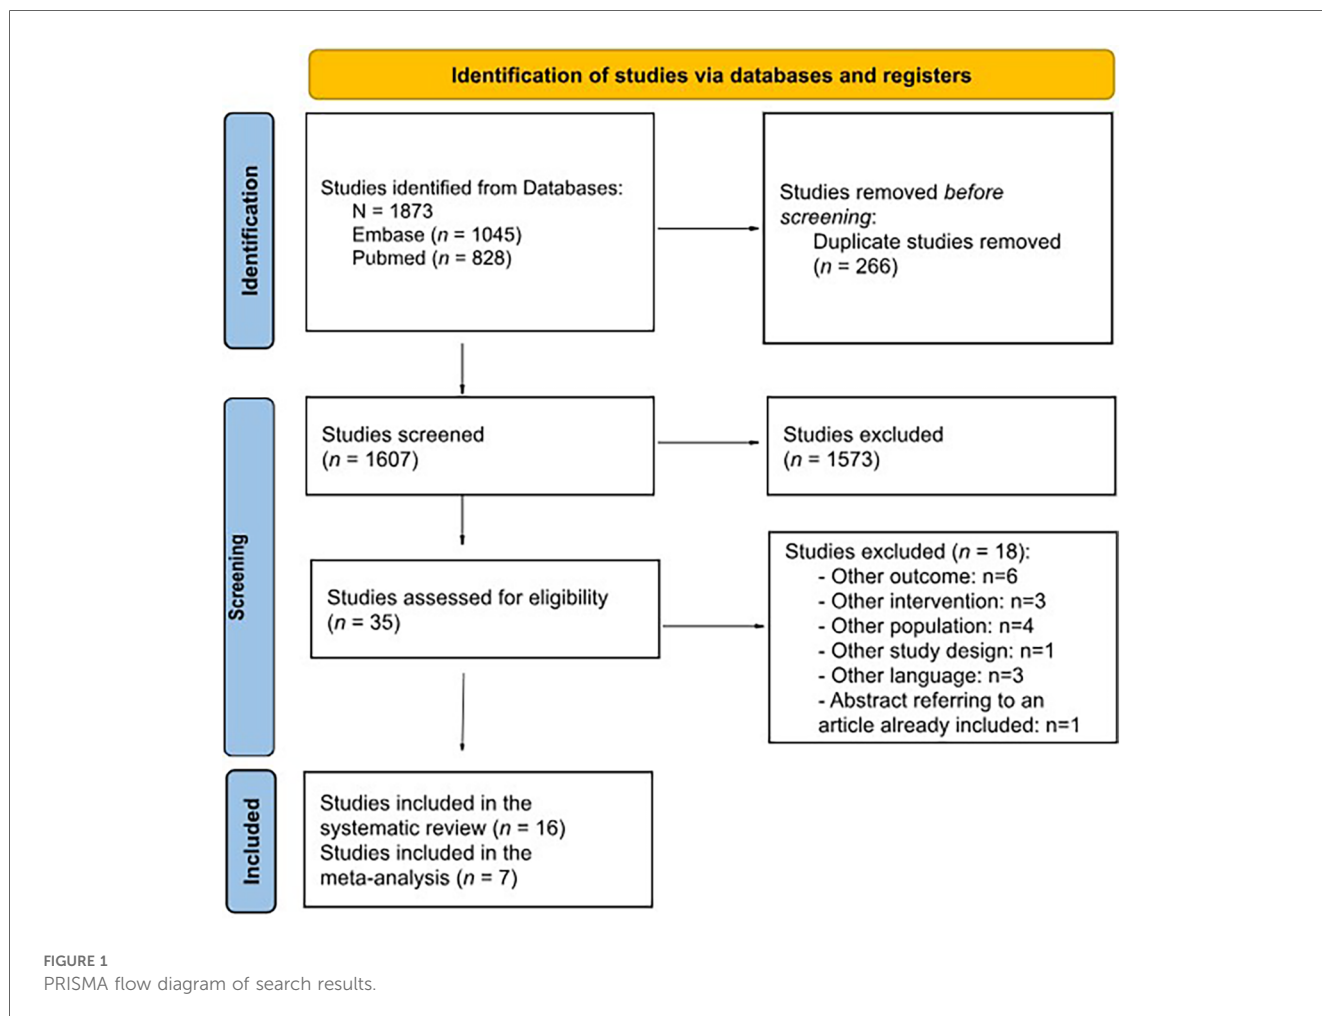 Identification of studies via databases and registers
Identification
Studies identified from Databases:
N = 1873
Embase (n = 1045)
Pubmed (n = 828)
Studies removed before
screening:
Duplicate studies removed
(n = 266)
Screening
Studies screened
(n = 1607)
Studies excluded
(n = 1573)
Studies assessed for eligibility
(n = 35)
Studies excluded (n = 18):
- Other outcome: n=6
- Other intervention: n=3
- Other population: n=4
- Other study design: n=1
- Other language: n=3
- Abstract referring to an
article already included: n=1
Included
Studies included in the
systematic review (n = 16)
Studies included in the
meta-analysis (n = 7)
FIGURE 1
PRISMA flow diagram of search results.